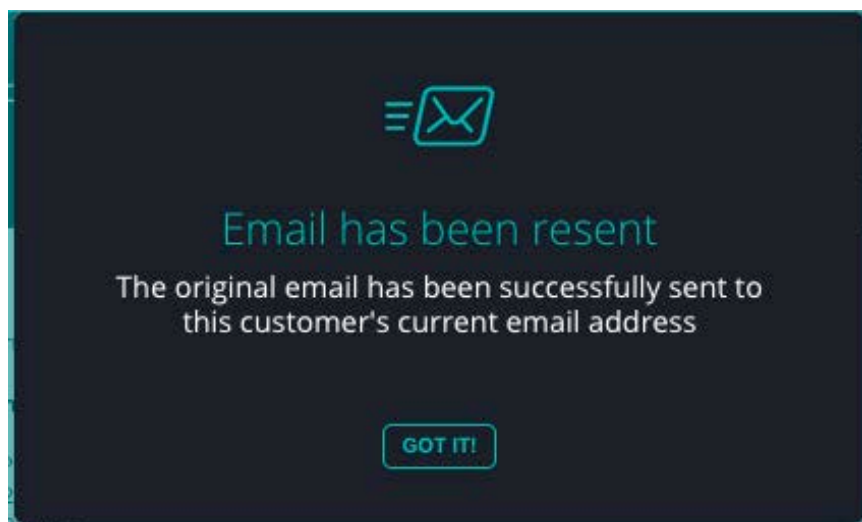 Email has been resent
The original email has been successfully sent to
this customer's current email address
GOT IT!